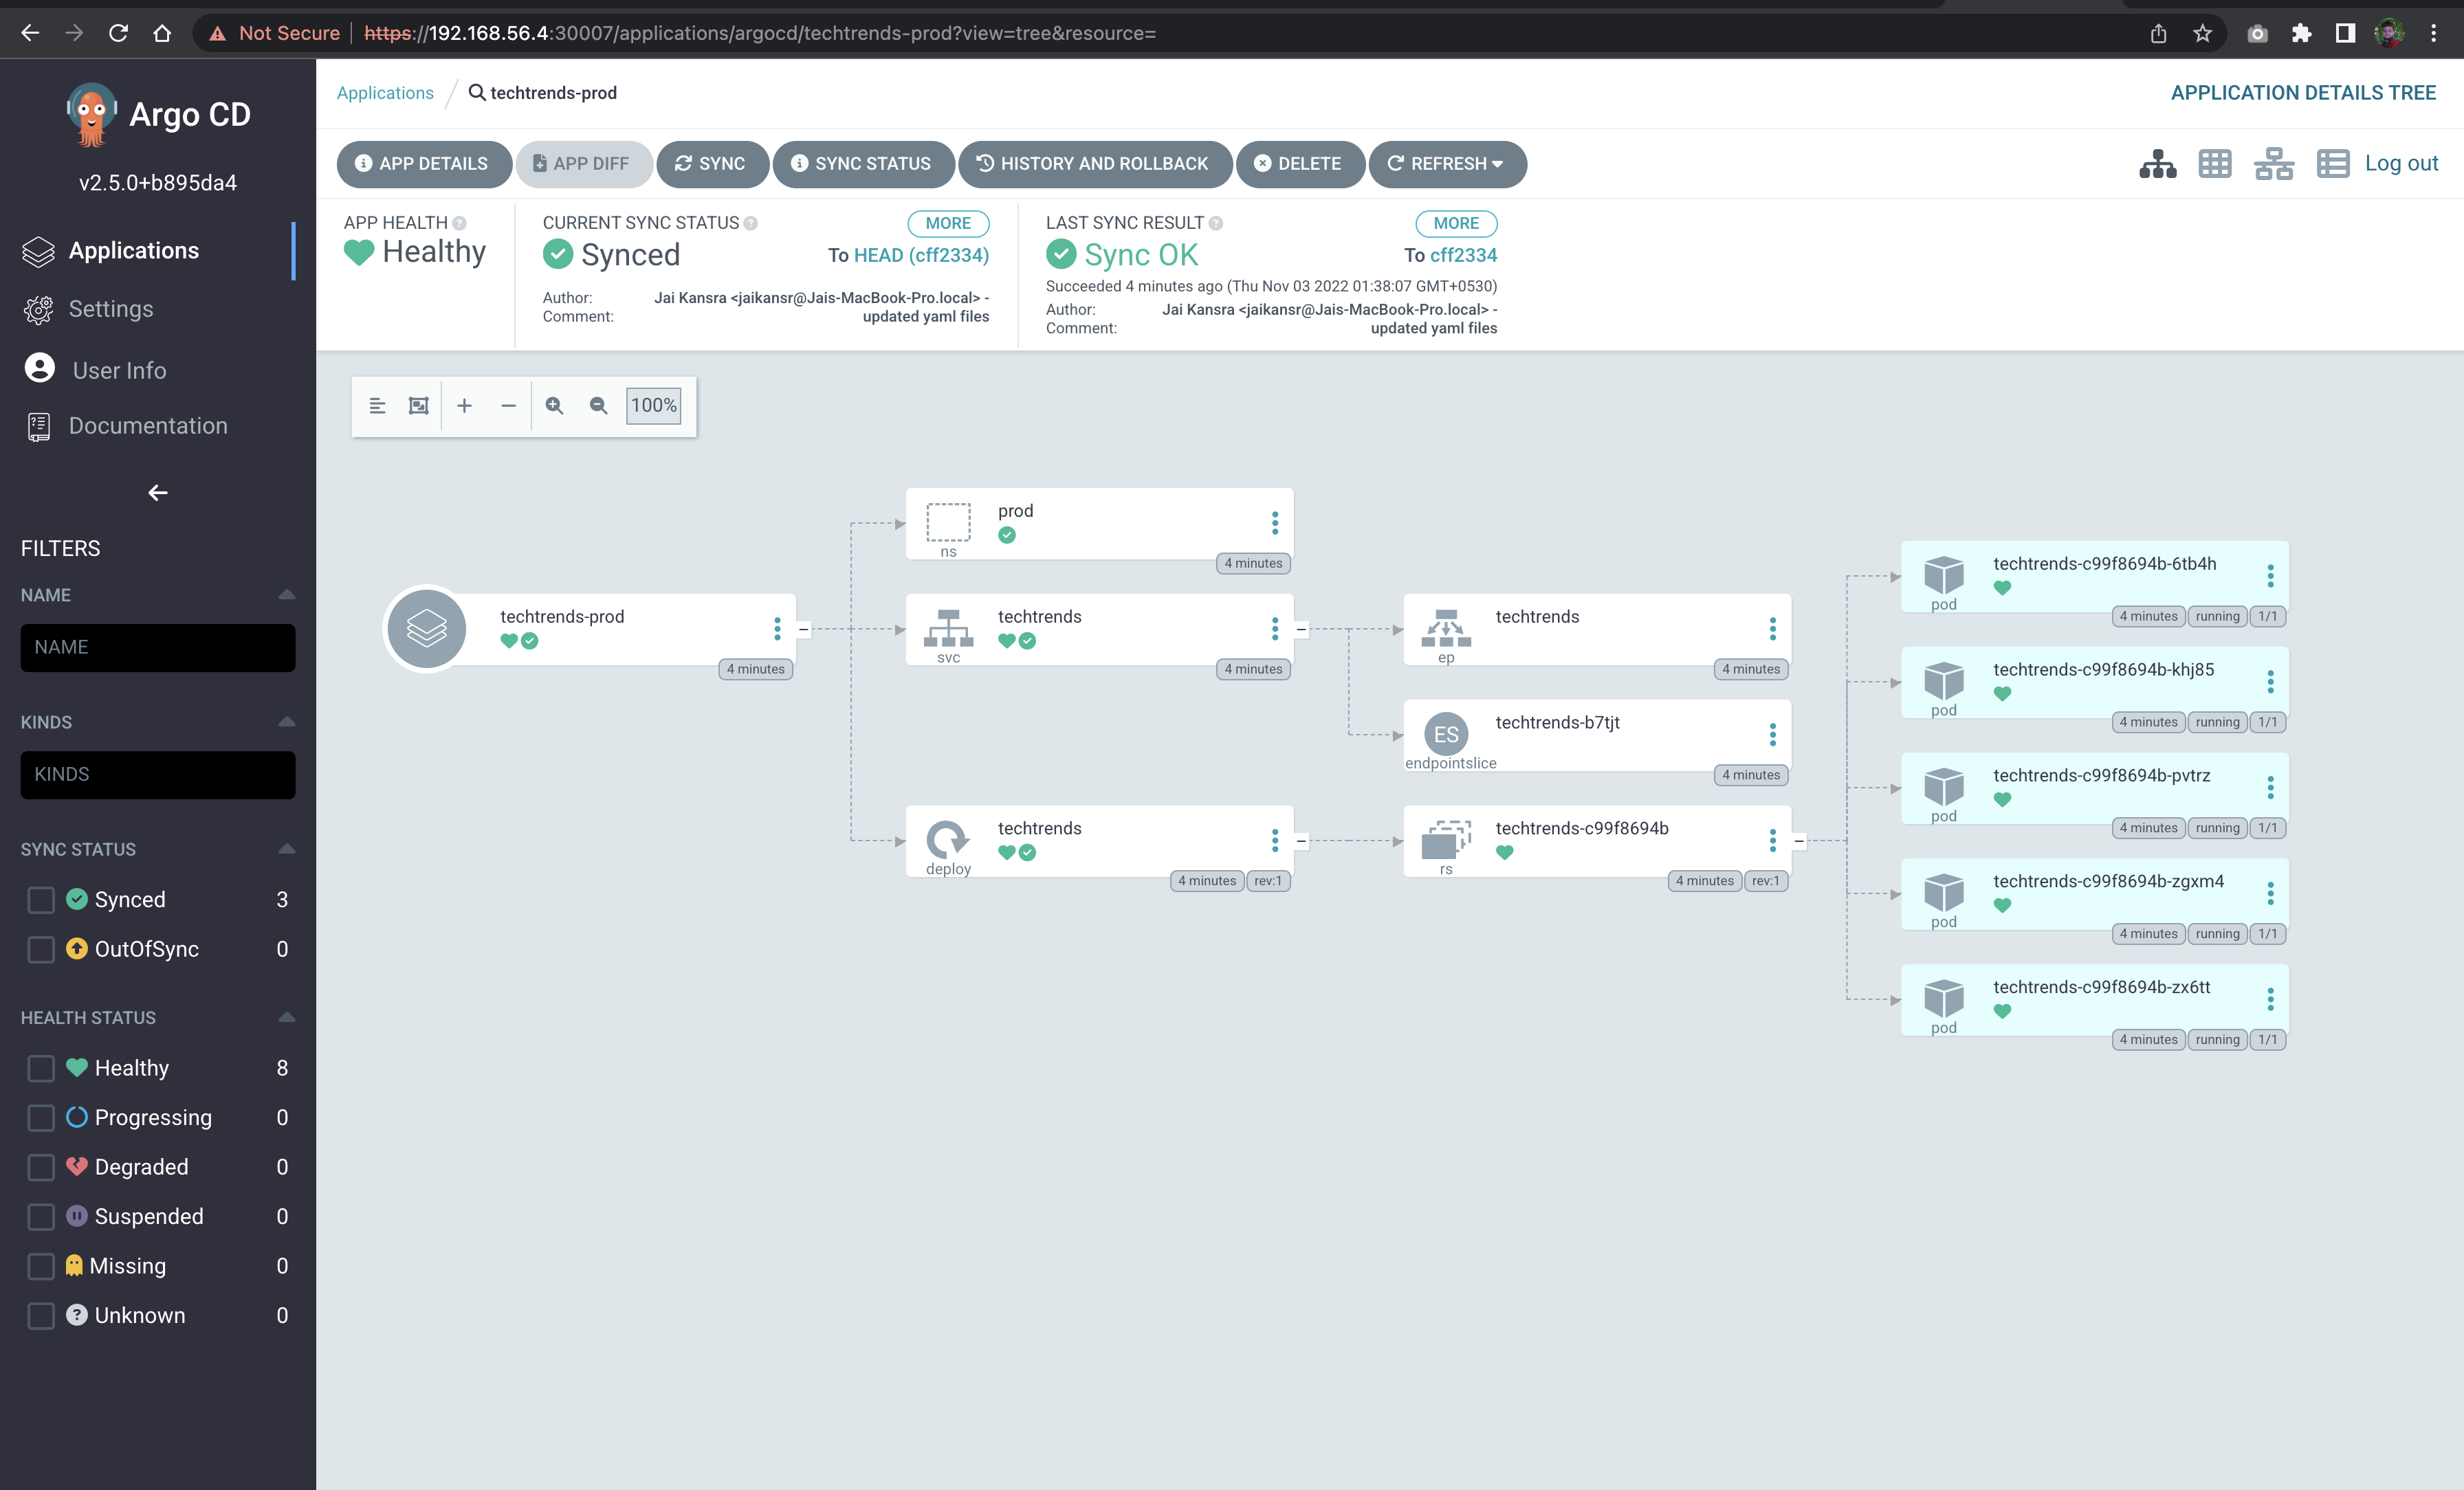 Not Secure https://192.168.56.4:30007/applications/argocd/techtrends-prod?view=tree&resource=
Argo CD
v2.5.0+b895da4
Applications
Settings
User Info
Documentation
FILTERS
NAME
NAME
KINDS
KINDS
SYNC STATUS
Synced 3
OutOfSync 0
HEALTH STATUS
Healthy 8
Progressing 0
Degraded 0
Suspended 0
Missing 0
Unknown 0
Applications / techtrends-prod
APPLICATION DETAILS TREE
APP DETAILS APP DIFF SYNC SYNC STATUS HISTORY AND ROLLBACK DELETE REFRESH
Log out
APP HEALTH
Healthy
CURRENT SYNC STATUS MORE
Synced To HEAD (cff2334)
Author: Jai Kansra <jaikansr@Jais-MacBook-Pro.local> -
Comment: updated yaml files
LAST SYNC RESULT MORE
Sync OK To cff2334
Succeeded 4 minutes ago (Thu Nov 03 2022 01:38:07 GMT+0530)
Author: Jai Kansra <jaikansr@Jais-MacBook-Pro.local> -
Comment: updated yaml files
100%
techtrends-prod
4 minutes
prod
ns
4 minutes
techtrends
svc
4 minutes
techtrends
deploy
4 minutes rev:1
techtrends
ep
4 minutes
ES
techtrends-b7tjt
endpointslice
4 minutes
techtrends-c99f8694b
rs
4 minutes rev:1
techtrends-c99f8694b-6tb4h
pod
4 minutes running 1/1
techtrends-c99f8694b-khj85
pod
4 minutes running 1/1
techtrends-c99f8694b-pvtrz
pod
4 minutes running 1/1
techtrends-c99f8694b-zgxm4
pod
4 minutes running 1/1
techtrends-c99f8694b-zx6tt
pod
4 minutes running 1/1